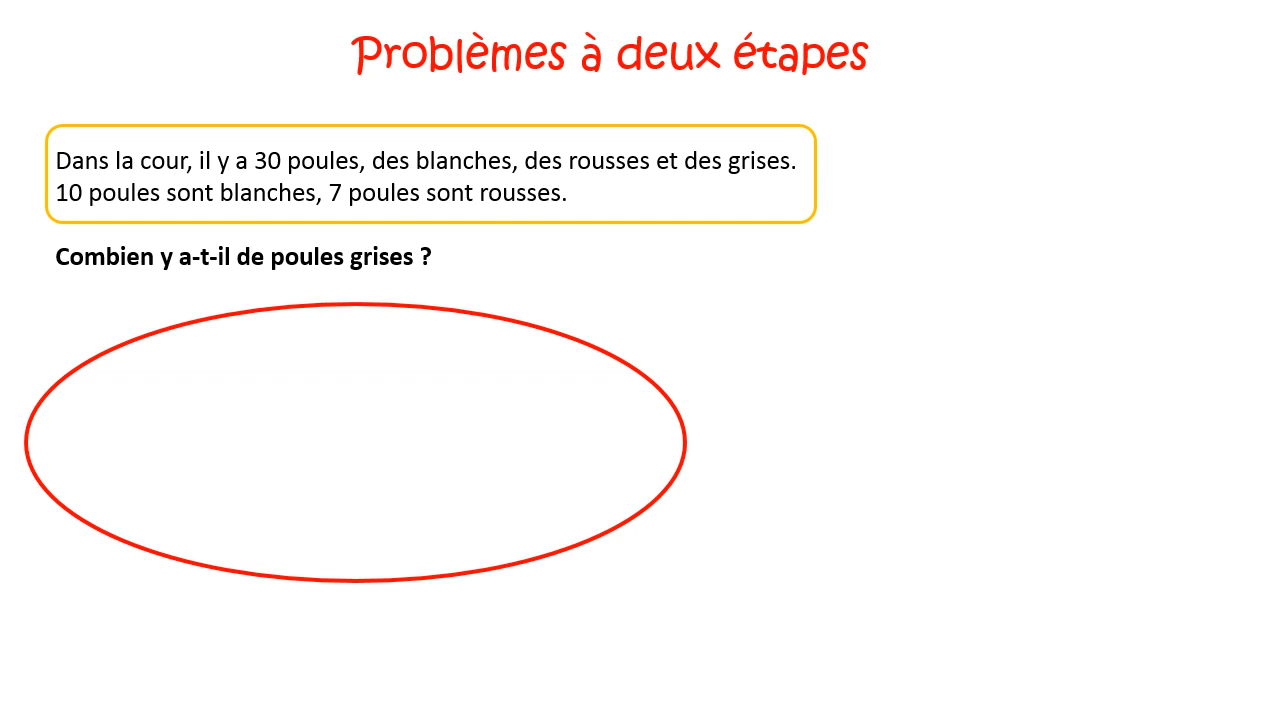 Problèmes à deux étapes
Dans la cour, il y a 30 poules, des blanches, des rousses et des grises.
10 poules sont blanches, 7 poules sont rousses.
Combien y a-t-il de poules grises ?